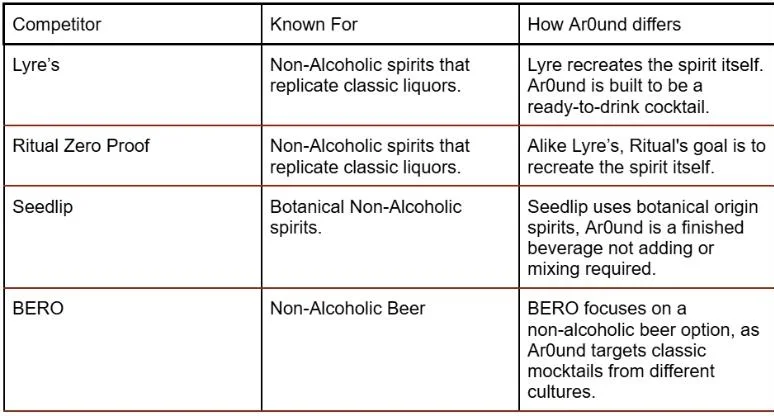 Competitor
Known For
How Ar0und differs
Lyre’s
Non-Alcoholic spirits that
replicate classic liquors.
Lyre recreates the spirit itself.
Ar0und is built to be a
ready-to-drink cocktail.
Ritual Zero Proof
Non-Alcoholic spirits that
replicate classic liquors.
Alike Lyre’s, Ritual's goal is to
recreate the spirit itself.
Seedlip
Botanical Non-Alcoholic
spirits.
Seedlip uses botanical origin
spirits, Ar0und is a finished
beverage not adding or
mixing required.
BERO
Non-Alcoholic Beer
BERO focuses on a
non-alcoholic beer option, as
Ar0und targets classic
mocktails from different
cultures.